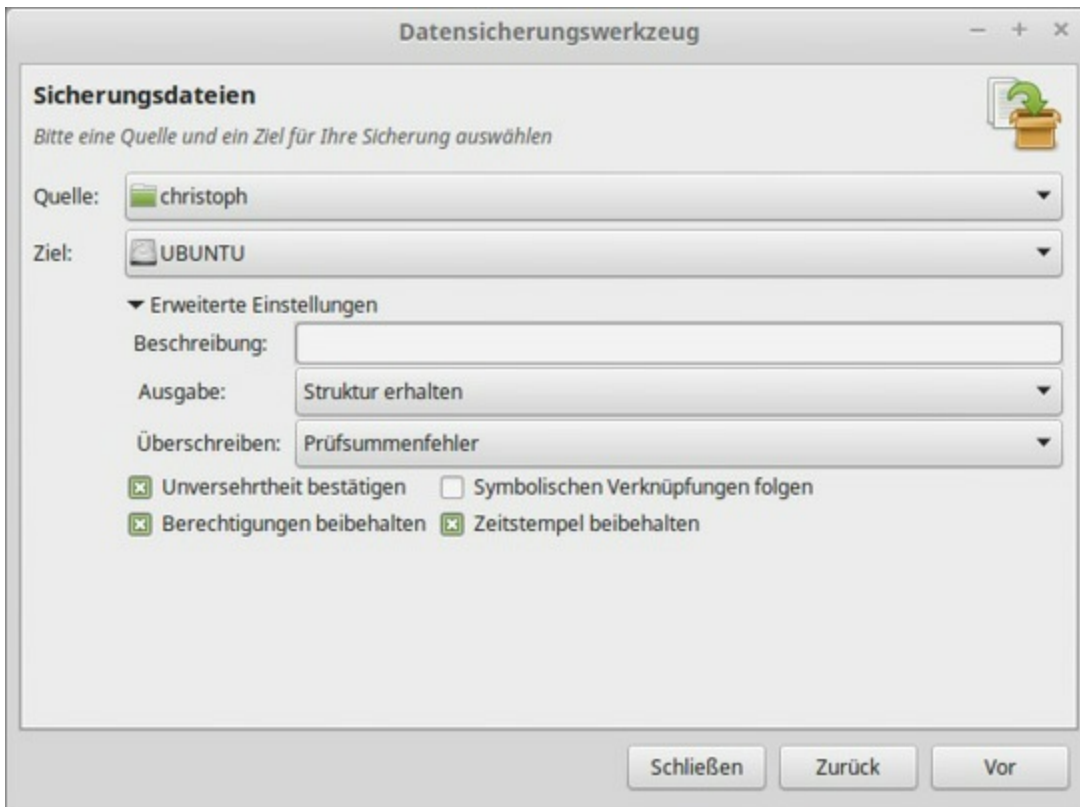 Datensicherungswerkzeug
Sicherungsdateien
Bitte eine Quelle und ein Ziel für Ihre Sicherung auswählen
Quelle: christoph
Ziel: UBUNTU
Erweiterte Einstellungen
Beschreibung:
Ausgabe: Struktur erhalten
Überschreiben: Prüfsummenfehler
Unversehrtheit bestätigen Symbolischen Verknüpfungen folgen
Berechtigungen beibehalten Zeitstempel beibehalten
Schließen Zurück Vor